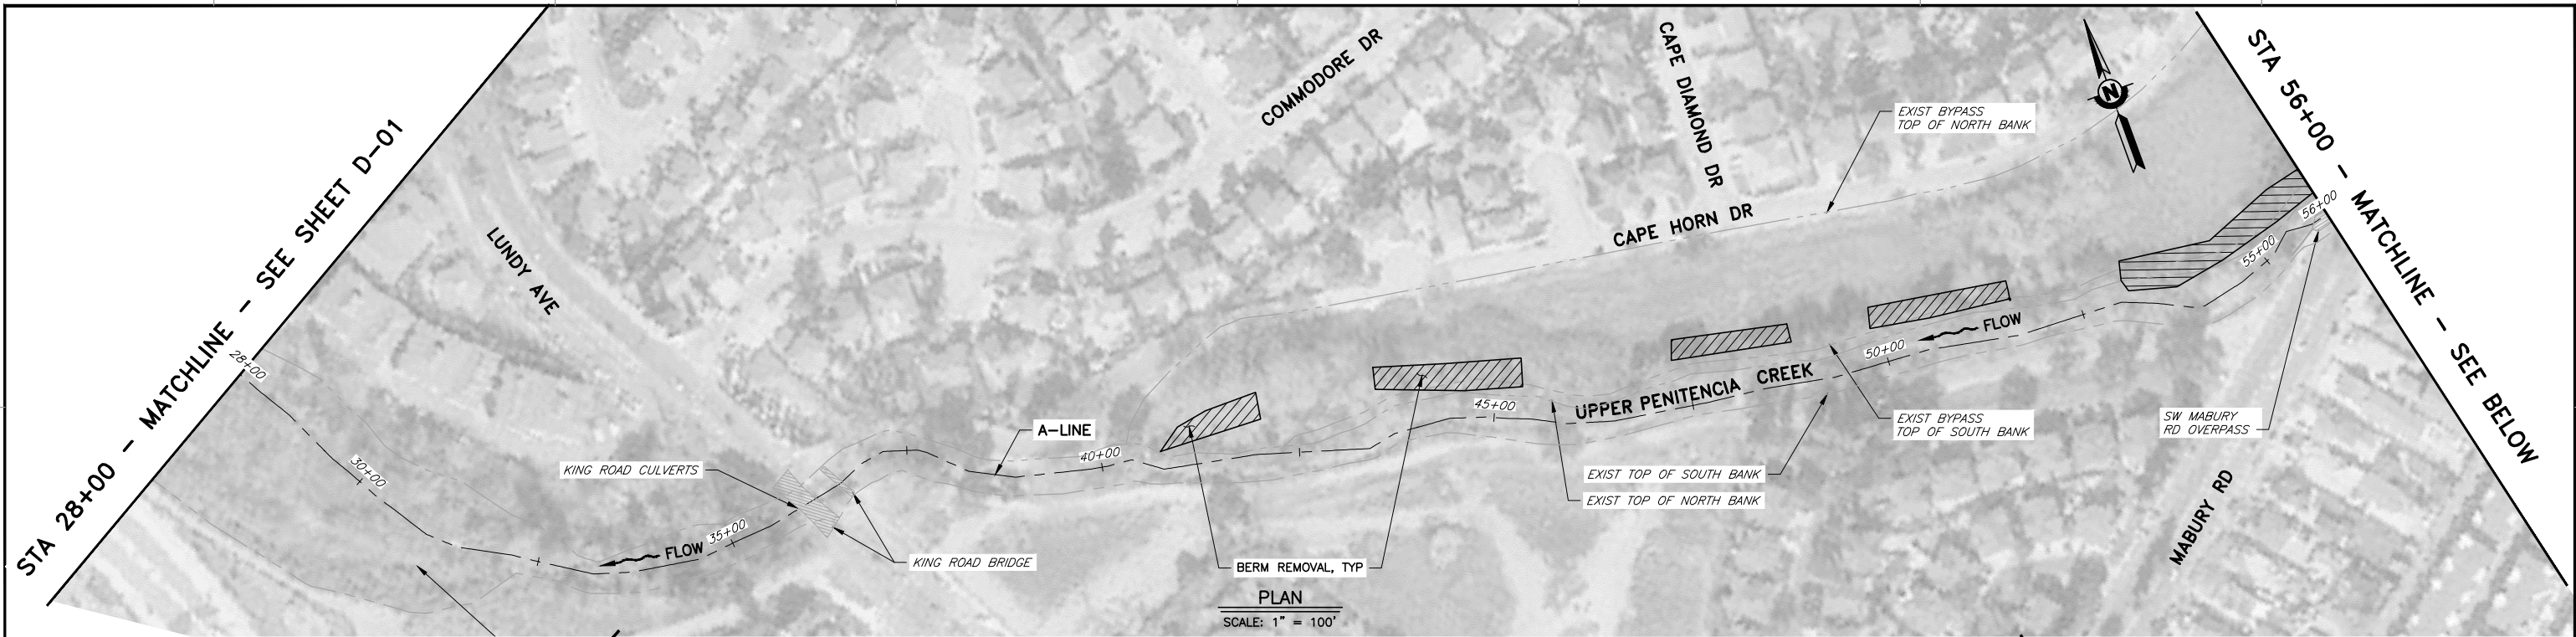 STA 28+00 - MATCHLINE - SEE SHEET D-01
LUNDY AVE
COMMODORE DR
CAPE DIAMOND DR
CAPE HORN DR
EXIST BYPASS
TOP OF NORTH BANK
N
STA 56+00 - MATCHLINE - SEE BELOW
56+00
55+00
28+00
30+00
KING ROAD CULVERTS
35+00
FLOW
KING ROAD BRIDGE
A-LINE
40+00
45+00
UPPER PENITENCIA CREEK
50+00
FLOW
EXIST BYPASS
TOP OF SOUTH BANK
EXIST TOP OF SOUTH BANK
EXIST TOP OF NORTH BANK
SW MABURY
RD OVERPASS
MABURY RD
BERM REMOVAL, TYP
PLAN
SCALE: 1" = 100'